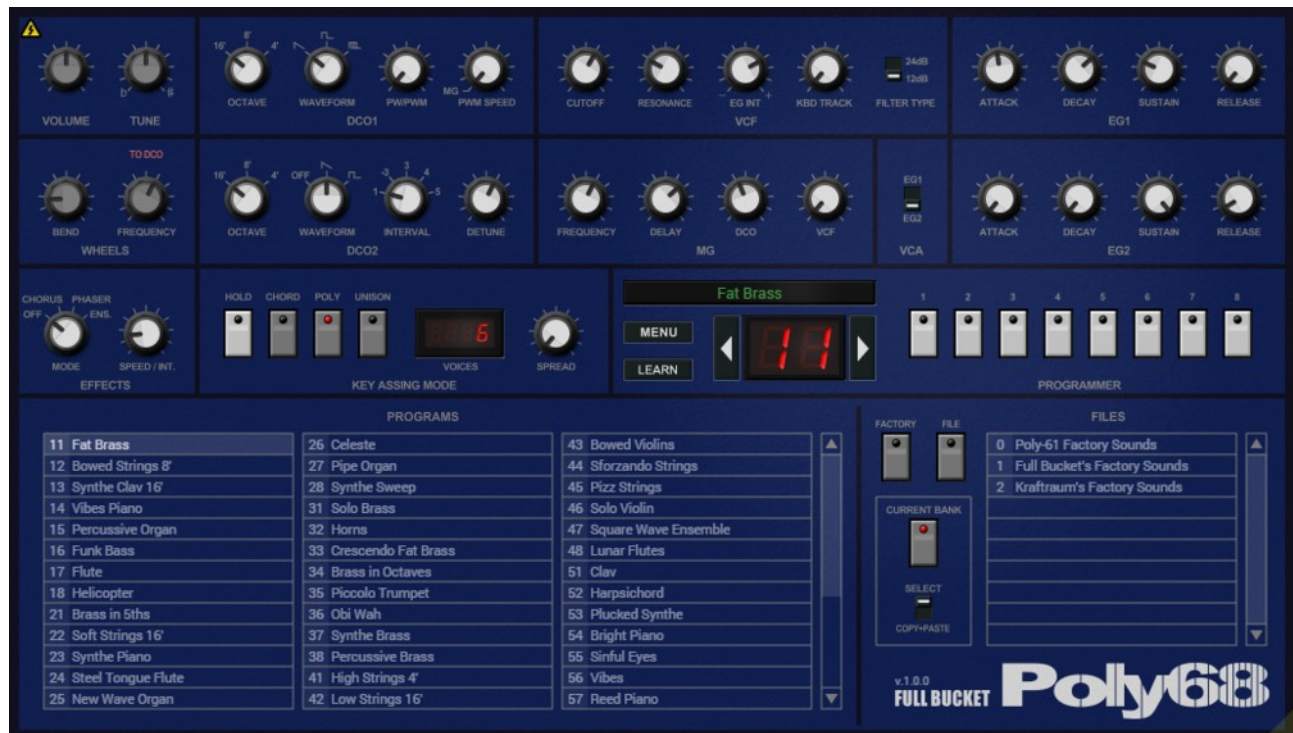 16' 8' 4'
MG
24dB
12dB
OCTAVE WAVEFORM PW/PWM PWM SPEED
CUTOFF RESONANCE EG INT KBD TRACK FILTER TYPE
ATTACK DECAY SUSTAIN RELEASE
VOLUME TUNE
DCO1
VCF
EG1
TO DCO
16' 8' 4' OFF 1 -3 3 4 -5
EG1
EG2
BEND FREQUENCY
OCTAVE WAVEFORM INTERVAL DETUNE
FREQUENCY DELAY DCO VCF
ATTACK DECAY SUSTAIN RELEASE
WHEELS
DCO2
MG
VCA
EG2
CHORUS PHASER
OFF ENS.
MODE SPEED / INT.
EFFECTS
HOLD CHORD POLY UNISON
6
VOICES
SPREAD
KEY ASSING MODE
Fat Brass
MENU
LEARN
11
1 2 3 4 5 6 7 8
PROGRAMMER
PROGRAMS
11 Fat Brass
12 Bowed Strings 8'
13 Synthe Clav 16'
14 Vibes Piano
15 Percussive Organ
16 Funk Bass
17 Flute
18 Helicopter
21 Brass in 5ths
22 Soft Strings 16'
23 Synthe Piano
24 Steel Tongue Flute
25 New Wave Organ
26 Celeste
27 Pipe Organ
28 Synthe Sweep
31 Solo Brass
32 Horns
33 Crescendo Fat Brass
34 Brass in Octaves
35 Piccolo Trumpet
36 Obi Wah
37 Synthe Brass
38 Percussive Brass
41 High Strings 4'
42 Low Strings 16'
43 Bowed Violins
44 Sforzando Strings
45 Pizz Strings
46 Solo Violin
47 Square Wave Ensemble
48 Lunar Flutes
51 Clav
52 Harpsichord
53 Plucked Synthe
54 Bright Piano
55 Sinful Eyes
56 Vibes
57 Reed Piano
FACTORY FILE
CURRENT BANK
SELECT
COPY+PASTE
FILES
0 Poly-61 Factory Sounds
1 Full Bucket's Factory Sounds
2 Kraftraum's Factory Sounds
v.1.0.0
FULL BUCKET
Poly68